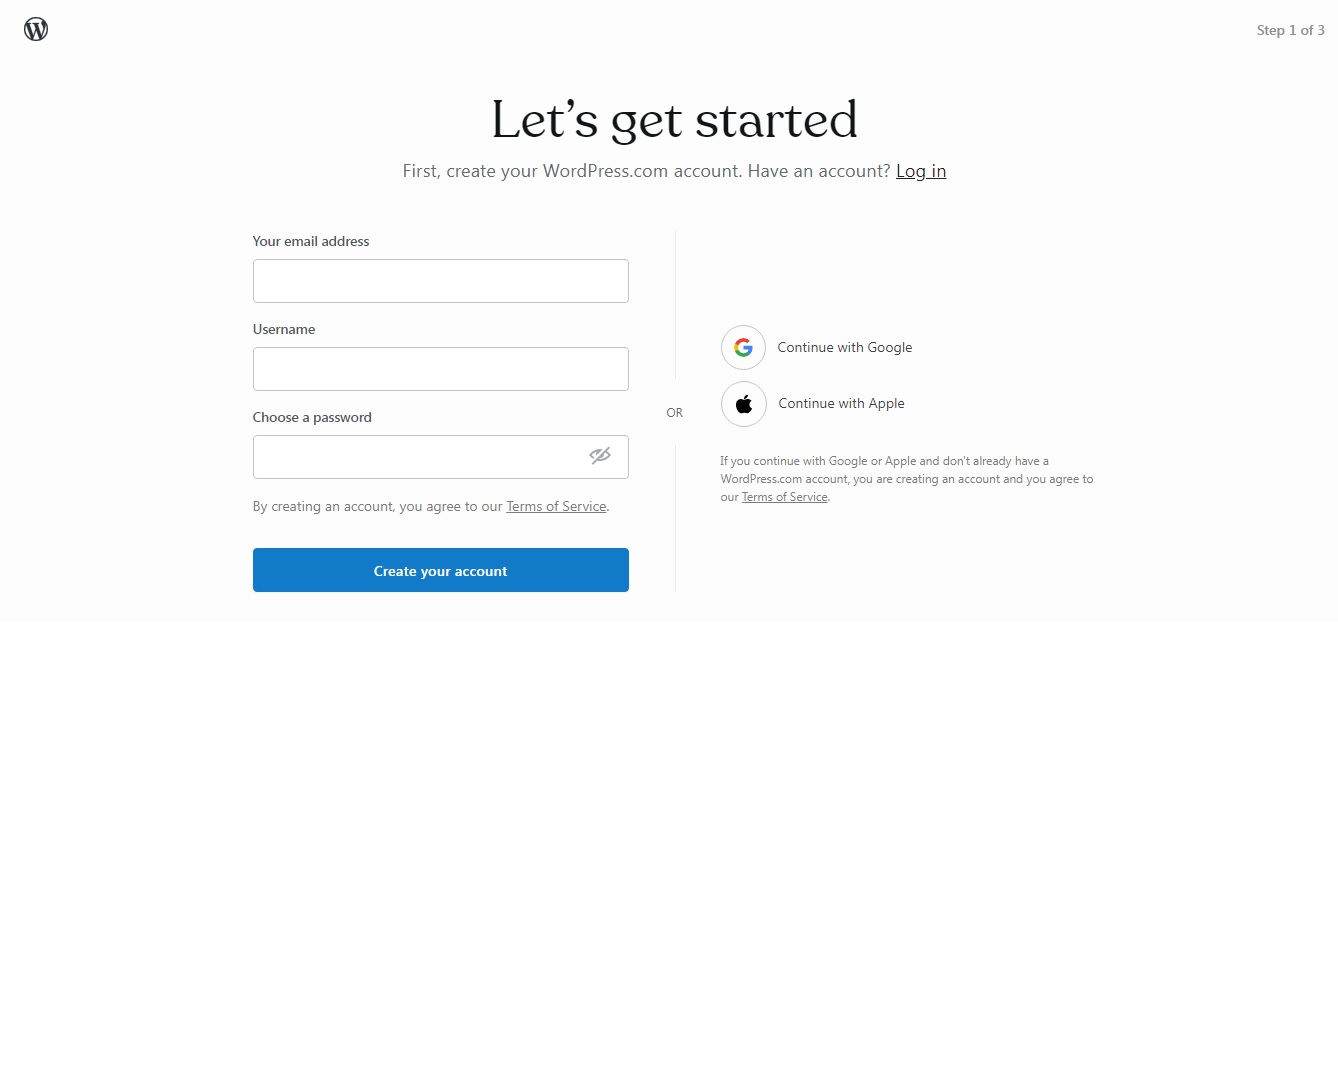 Step 1 of 3
Let's get started
First, create your WordPress.com account. Have an account? Log in
Your email address
Username
Choose a password
By creating an account, you agree to our Terms of Service.
Create your account
OR
Continue with Google
Continue with Apple
If you continue with Google or Apple and don't already have a
WordPress.com account, you are creating an account and you agree to
our Terms of Service.